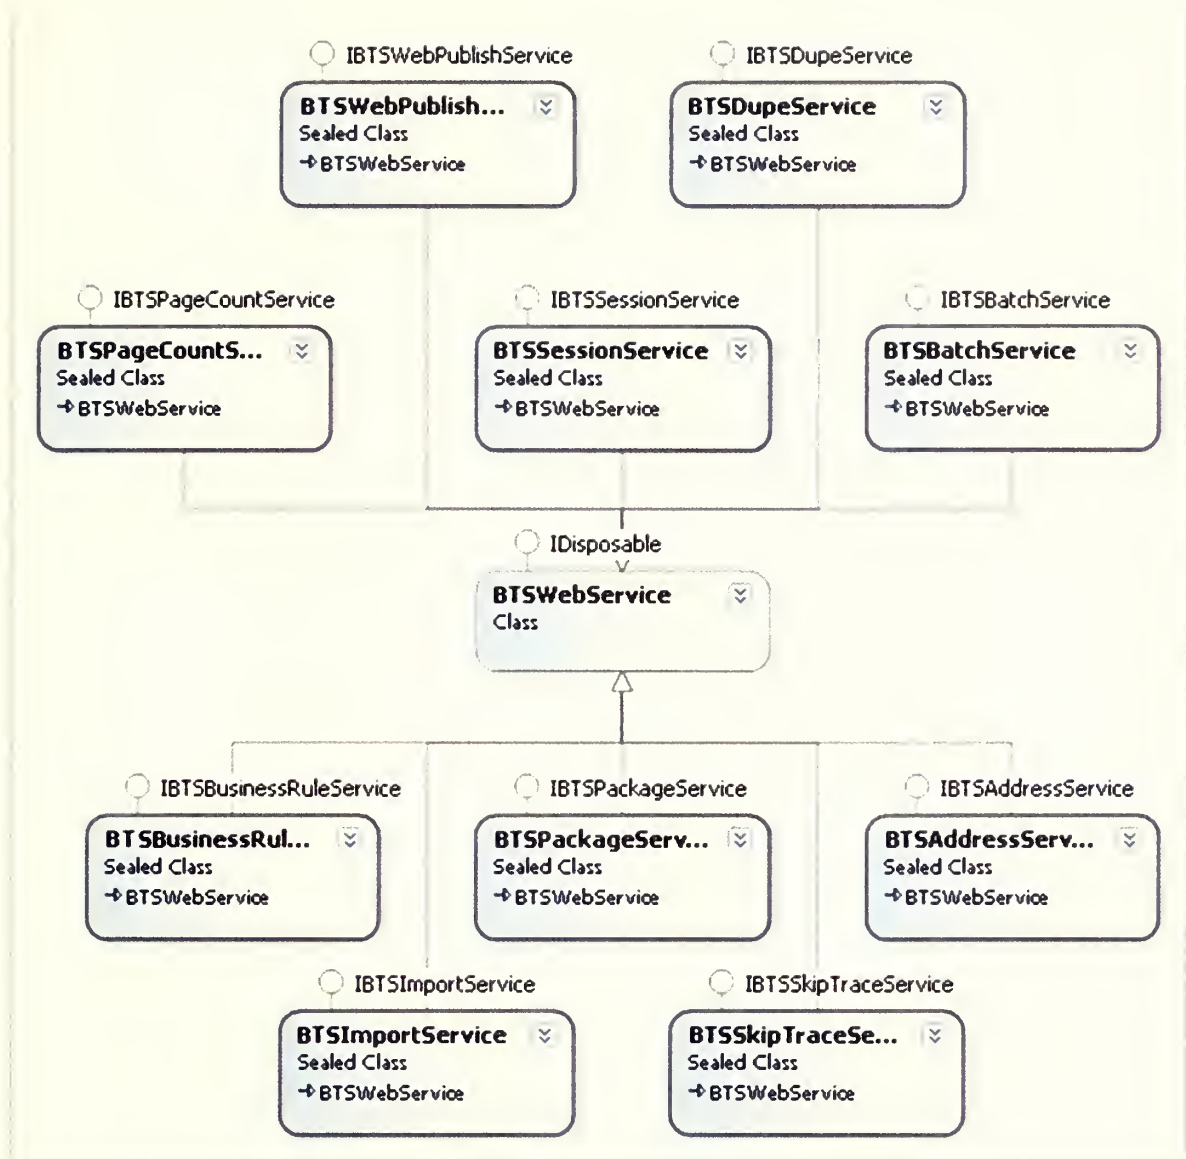 IBTSWebPublishService
BTSWebPublish...
Sealed Class
BTSWebService
IBTSDupeService
BTSDupeService
Sealed Class
BTSWebService
IBTSPageCountService
BTSPageCountS...
Sealed Class
BTSWebService
IBTSSessionService
BTSSessionService
Sealed Class
BTSWebService
IBTSBatchService
BTSBatchService
Sealed Class
BTSWebService
IDisposable
BTSWebService
Class
IBTSBusinessRuleService
BTSBusinessRul...
Sealed Class
BTSWebService
IBTSPackageService
BTSPackageServ...
Sealed Class
BTSWebService
IBTSAddressService
BTSAddressServ...
Sealed Class
BTSWebService
IBTSImportService
BTSImportService
Sealed Class
BTSWebService
IBTSSkipTraceService
BTSSkipTraceSe...
Sealed Class
BTSWebService